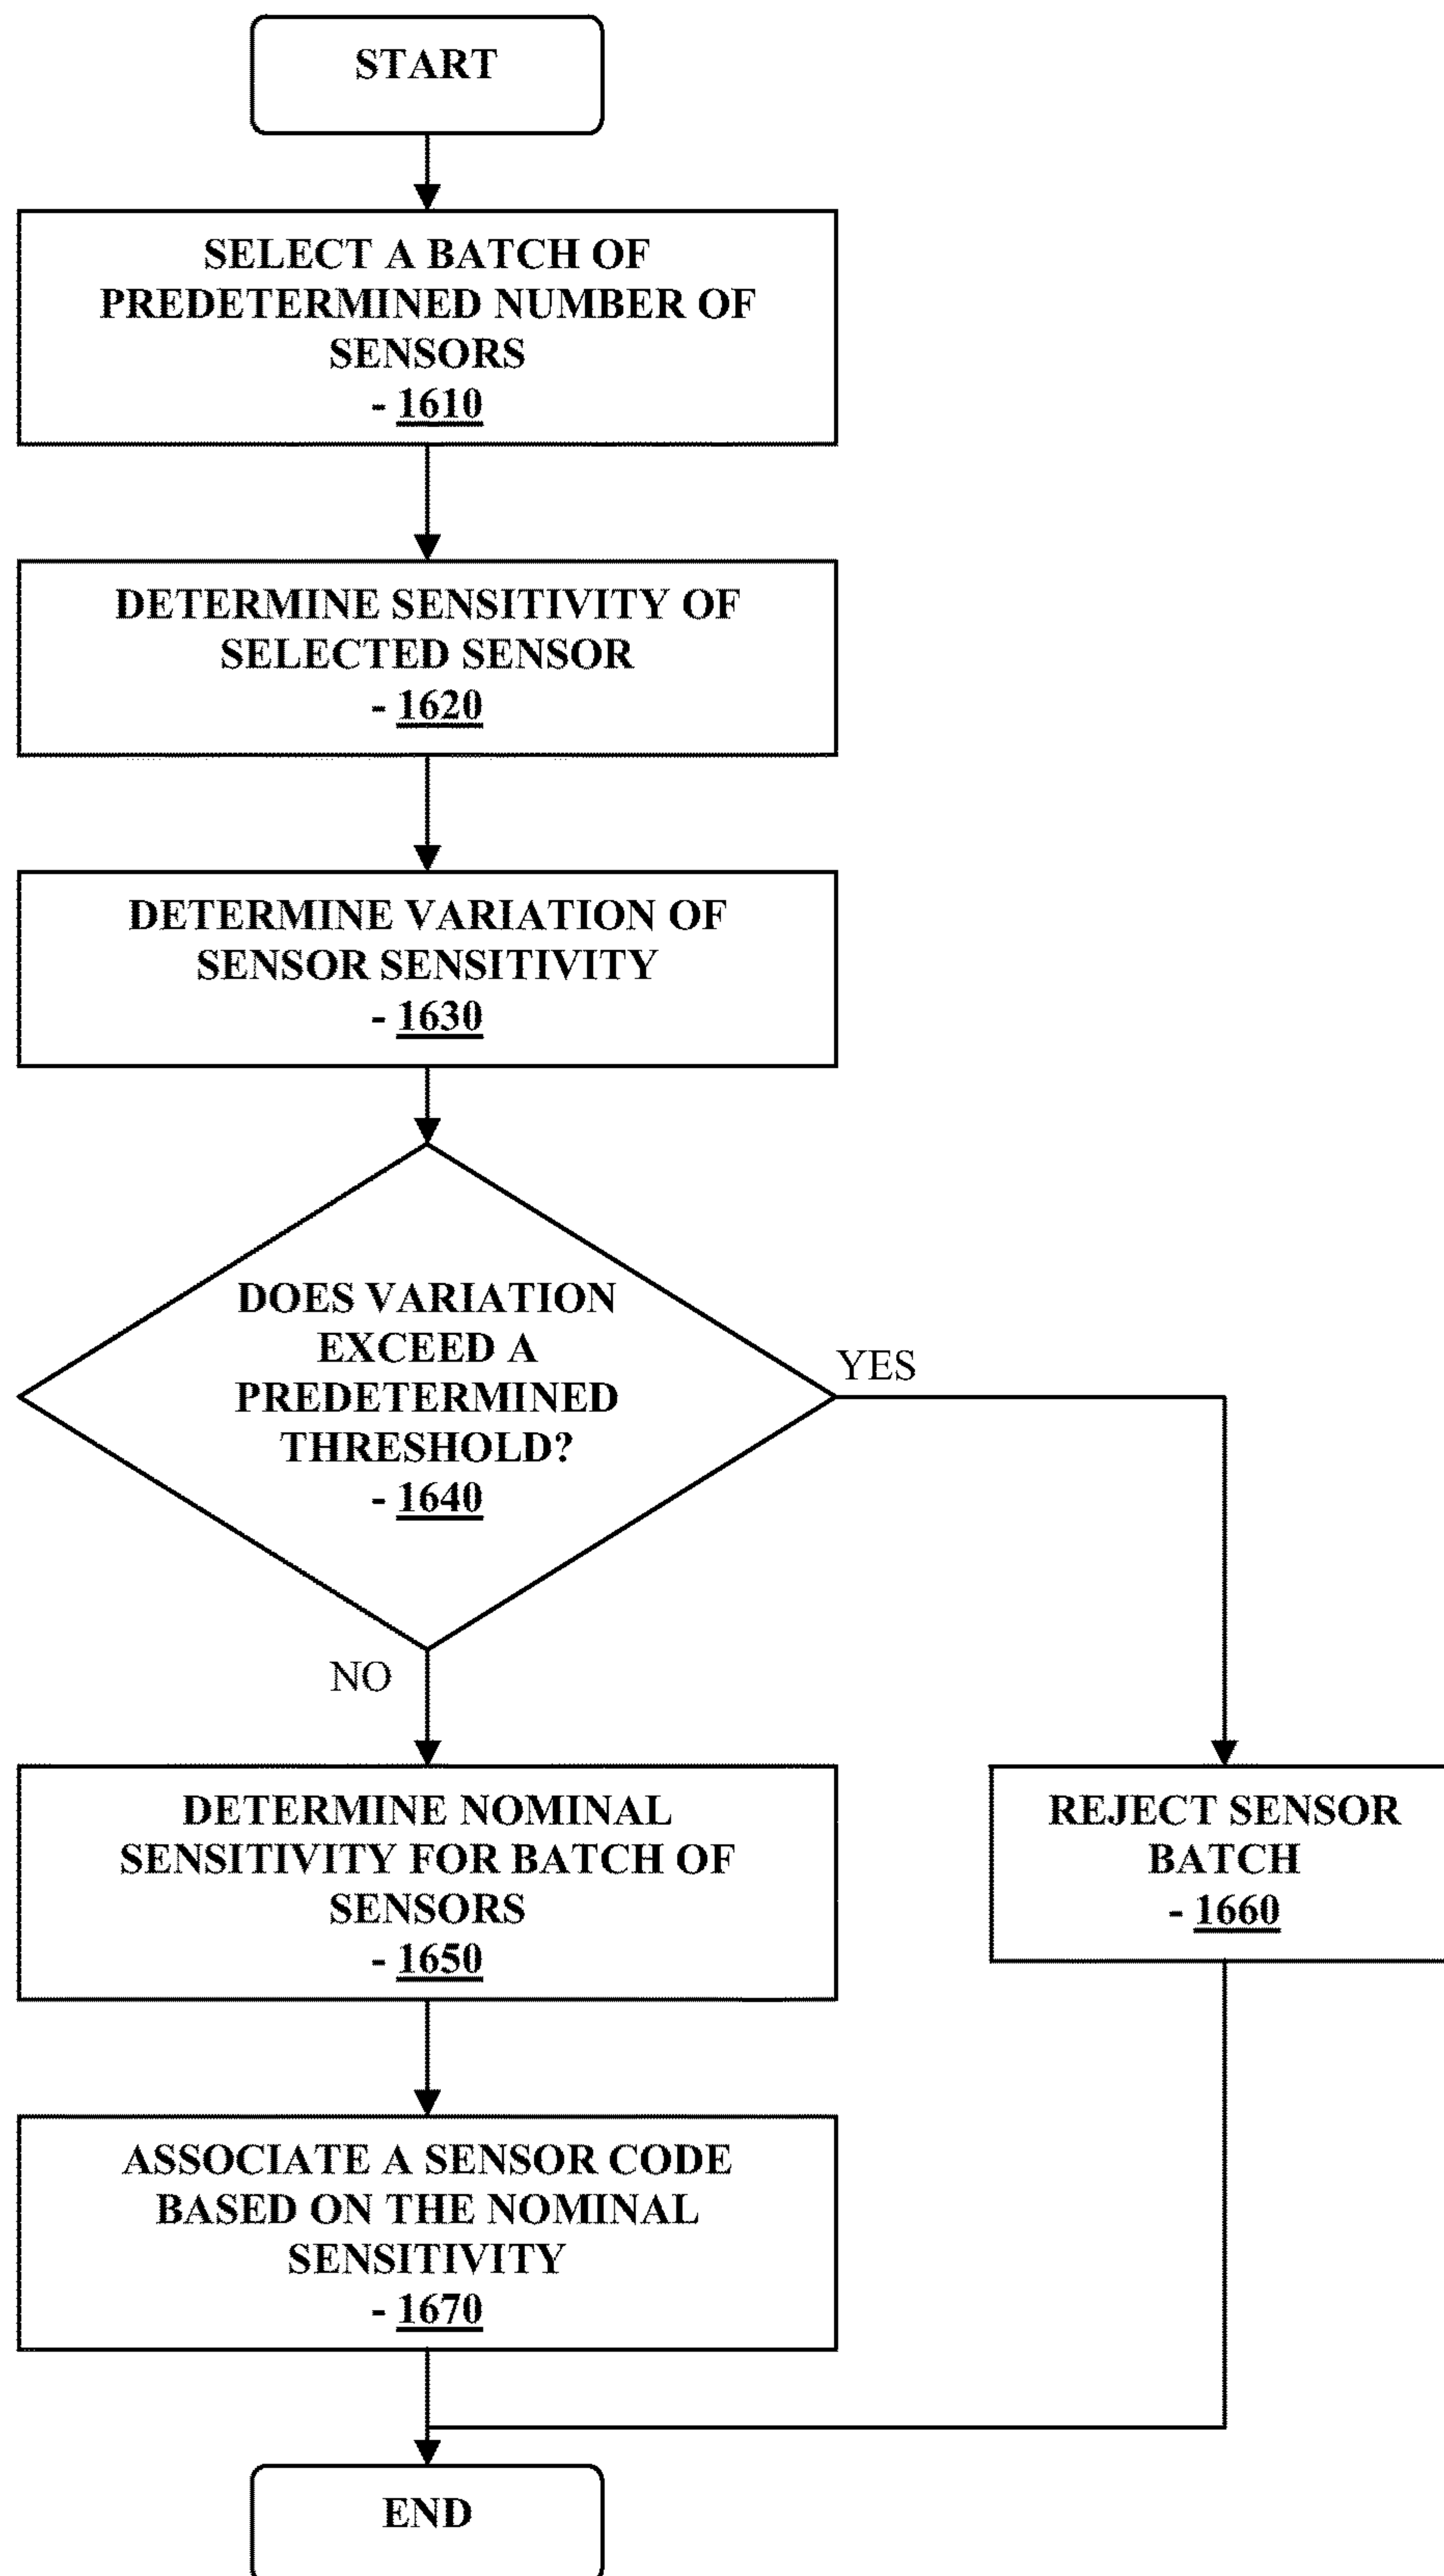 START
SELECT A BATCH OF
PREDETERMINED NUMBER OF
SENSORS
- 1610
DETERMINE SENSITIVITY OF
SELECTED SENSOR
- 1620
DETERMINE VARIATION OF
SENSOR SENSITIVITY
- 1630
DOES VARIATION
EXCEED A
PREDETERMINED
THRESHOLD?
- 1640
YES
NO
DETERMINE NOMINAL
SENSITIVITY FOR BATCH OF
SENSORS
- 1650
REJECT SENSOR
BATCH
- 1660
ASSOCIATE A SENSOR CODE
BASED ON THE NOMINAL
SENSITIVITY
- 1670
END